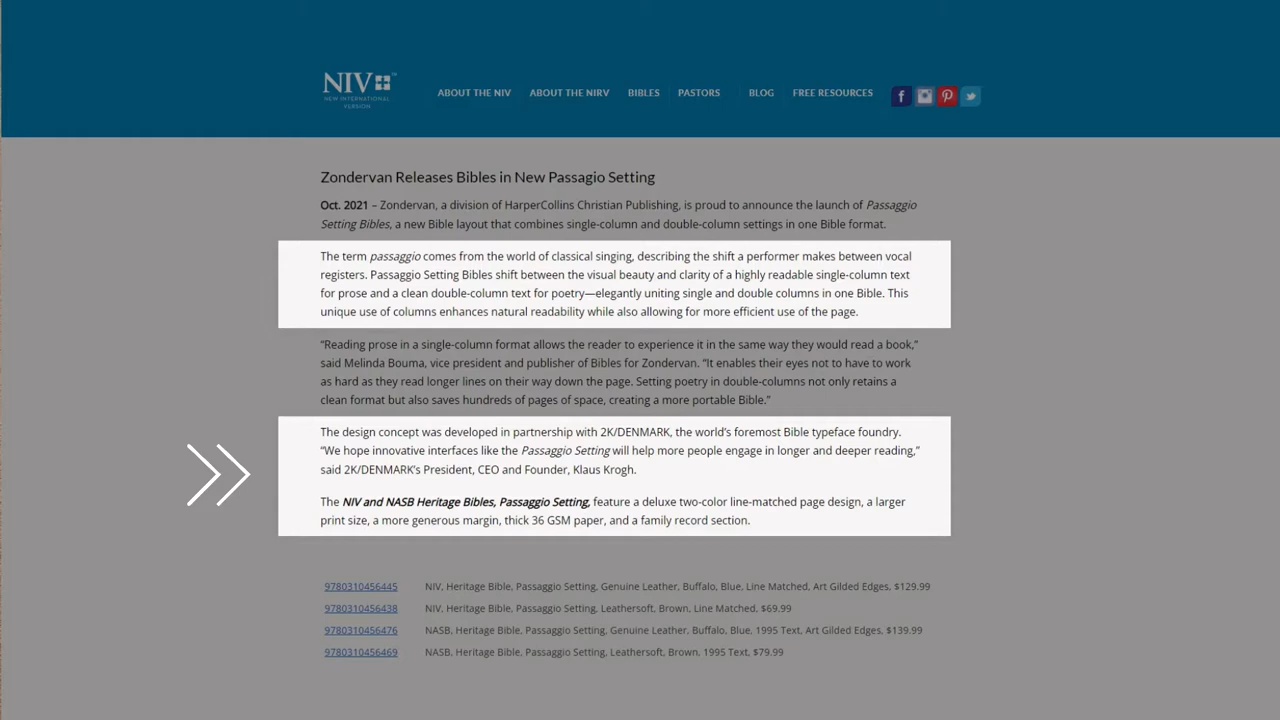 NIV™
NEW INTERNATIONAL
VERSION
ABOUT THE NIV ABOUT THE NIRV BIBLES PASTORS BLOG FREE RESOURCES
Zondervan Releases Bibles in New Passagio Setting
Oct. 2021 – Zondervan, a division of HarperCollins Christian Publishing, is proud to announce the launch of Passaggio
Setting Bibles, a new Bible layout that combines single-column and double-column settings in one Bible format.
The term passaggio comes from the world of classical singing, describing the shift a performer makes between vocal
registers. Passaggio Setting Bibles shift between the visual beauty and clarity of a highly readable single-column text
for prose and a clean double-column text for poetry—elegantly uniting single and double columns in one Bible. This
unique use of columns enhances natural readability while also allowing for more efficient use of the page.
“Reading prose in a single-column format allows the reader to experience it in the same way they would read a book,”
said Melinda Bouma, vice president and publisher of Bibles for Zondervan. “It enables their eyes not to have to work
as hard as they read longer lines on their way down the page. Setting poetry in double-columns not only retains a
clean format but also saves hundreds of pages of space, creating a more portable Bible.”
The design concept was developed in partnership with 2K/DENMARK, the world’s foremost Bible typeface foundry.
“We hope innovative interfaces like the Passaggio Setting will help more people engage in longer and deeper reading,”
said 2K/DENMARK’s President, CEO and Founder, Klaus Krogh.
The NIV and NASB Heritage Bibles, Passaggio Setting, feature a deluxe two-color line-matched page design, a larger
print size, a more generous margin, thick 36 GSM paper, and a family record section.
9780310456445 NIV, Heritage Bible, Passaggio Setting, Genuine Leather, Buffalo, Blue, Line Matched, Art Gilded Edges, $129.99
9780310456438 NIV, Heritage Bible, Passaggio Setting, Leathersoft, Brown, Line Matched, $69.99
9780310456476 NASB, Heritage Bible, Passaggio Setting, Genuine Leather, Buffalo, Blue, 1995 Text, Art Gilded Edges, $139.99
9780310456469 NASB, Heritage Bible, Passaggio Setting, Leathersoft, Brown, 1995 Text, $79.99